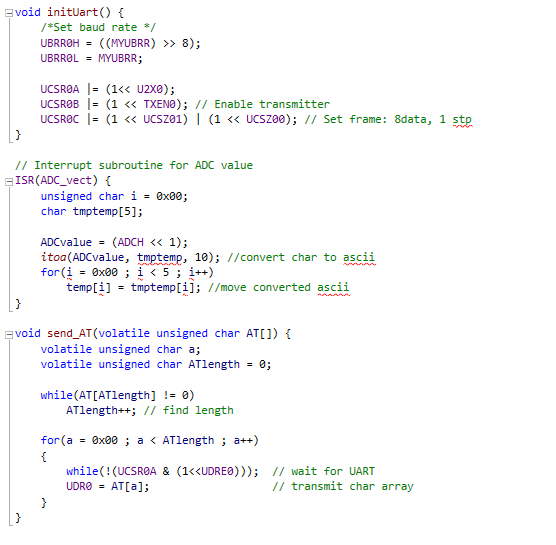 void initUart() {
/*Set baud rate */
UBRR0H = ((MYUBRR) >> 8);
UBRR0L = MYUBRR;
UCSR0A |= (1<< U2X0);
UCSR0B |= (1 << TXEN0); // Enable transmitter
UCSR0C |= (1 << UCSZ01) | (1 << UCSZ00); // Set frame: 8data, 1 stp
}
// Interrupt subroutine for ADC value
ISR(ADC_vect) {
unsigned char i = 0x00;
char tmptemp[5];
ADCvalue = (ADCH << 1);
itoa(ADCvalue, tmptemp, 10); //convert char to ascii
for(i = 0x00 ; i < 5 ; i++)
temp[i] = tmptemp[i]; //move converted ascii
}
void send_AT(volatile unsigned char AT[]) {
volatile unsigned char a;
volatile unsigned char ATlength = 0;
while(AT[ATlength] != 0)
ATlength++; // find length
for(a = 0x00 ; a < ATlength ; a++)
{
while(!(UCSR0A & (1<<UDRE0))); // wait for UART
UDR0 = AT[a]; // transmit char array
}
}